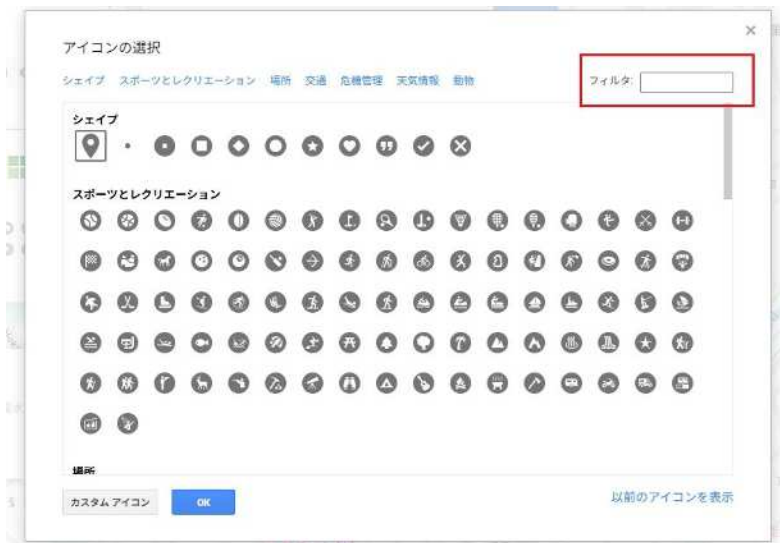 アイコンの選択
シェイプ スポーツとレクリエーション 場所 交通 危機管理 天気情報 動物
フィルタ:
シェイプ
スポーツとレクリエーション
場所
カスタム アイコン OK 以前のアイコンを表示